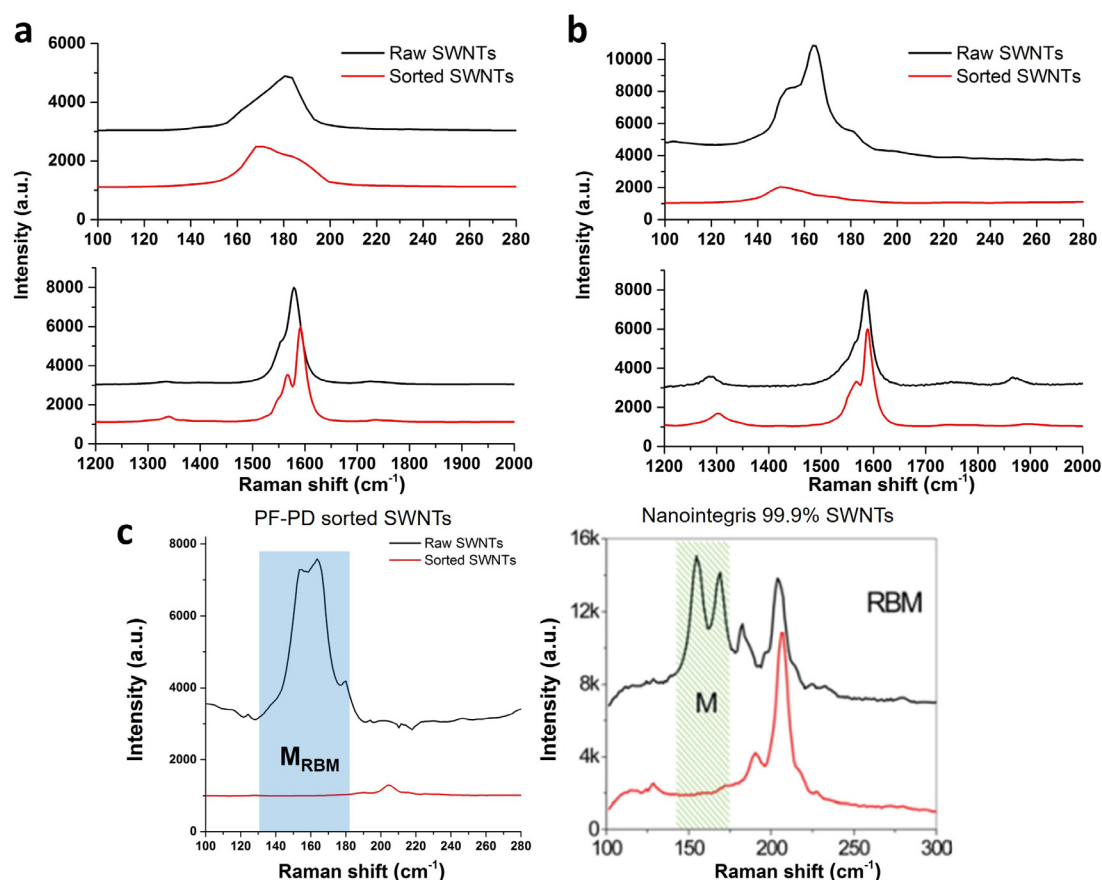 a
6000
4000
2000
0
Raw SWNTs
Sorted SWNTs
100 120 140 160 180 200 220 240 260 280
8000
6000
4000
2000
0
1200 1300 1400 1500 1600 1700 1800 1900 2000
Raman shift (cm-1)
Intensity (a.u.)
b
10000
8000
6000
4000
2000
0
Raw SWNTs
Sorted SWNTs
100 120 140 160 180 200 220 240 260 280
8000
6000
4000
2000
0
1200 1300 1400 1500 1600 1700 1800 1900 2000
Raman shift (cm-1)
Intensity (a.u.)
c
PF-PD sorted SWNTs
8000
6000
4000
2000
0
Raw SWNTs
Sorted SWNTs
MRBM
100 120 140 160 180 200 220 240 260 280
Raman shift (cm-1)
Intensity (a.u.)
Nanointegris 99.9% SWNTs
16k
12k
8k
4k
0
RBM
M
100 150 200 250 300
Raman shift (cm-1)
Intensity (a.u.)